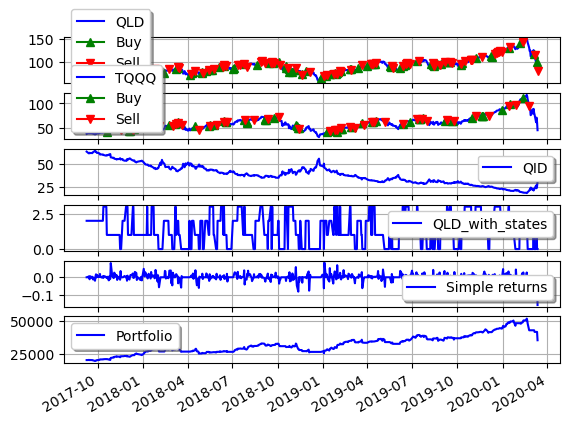 QLD
Buy
Sell
150
100
TQQQ
Buy
Sell
100
50
QID
50
25
QLD_with_states
2.5
0.0
Simple returns
0.0
−0.1
Portfolio
50000
25000
2017-10 2018-01 2018-04 2018-07 2018-10 2019-01 2019-04 2019-07 2019-10 2020-01 2020-04